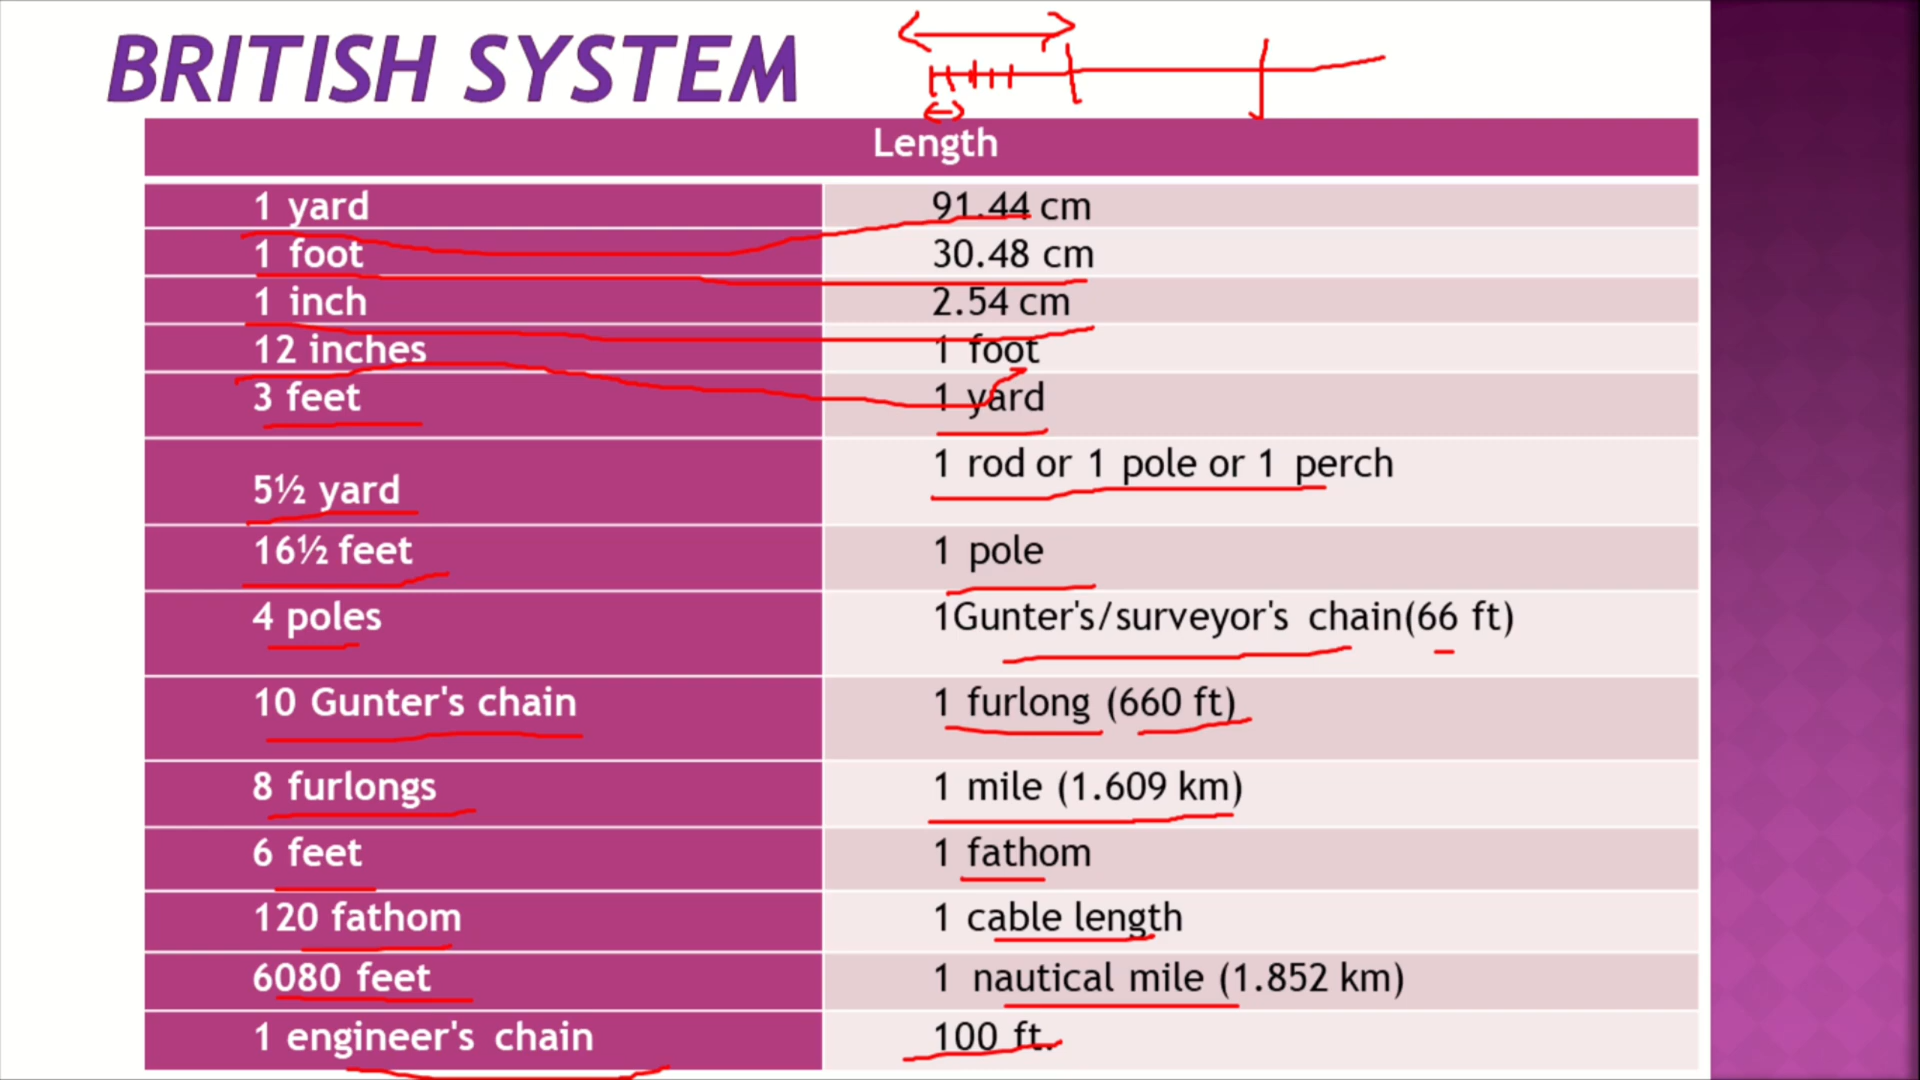 BRITISH SYSTEM
Length
1 yard 91.44 cm
1 foot 30.48 cm
1 inch 2.54 cm
12 inches 1 foot
3 feet 1 yard
5½ yard 1 rod or 1 pole or 1 perch
16½ feet 1 pole
4 poles 1Gunter's/surveyor's chain(66 ft)
10 Gunter's chain 1 furlong (660 ft)
8 furlongs 1 mile (1.609 km)
6 feet 1 fathom
120 fathom 1 cable length
6080 feet 1 nautical mile (1.852 km)
1 engineer's chain 100 ft.